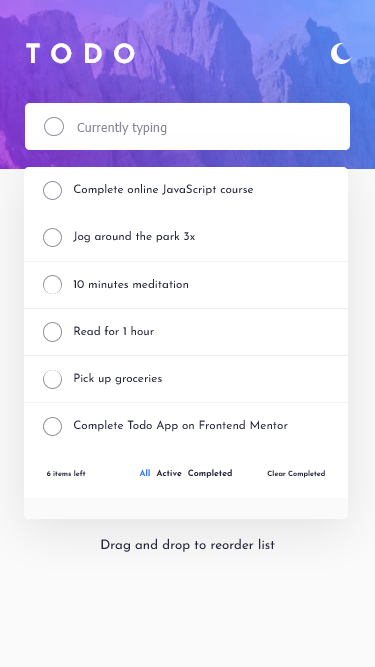 TODO
Currently typing
Complete online JavaScript course
Jog around the park 3x
10 minutes meditation
Read for 1 hour
Pick up groceries
Complete Todo App on Frontend Mentor
6 items left All Active Completed Clear Completed
Drag and drop to reorder list